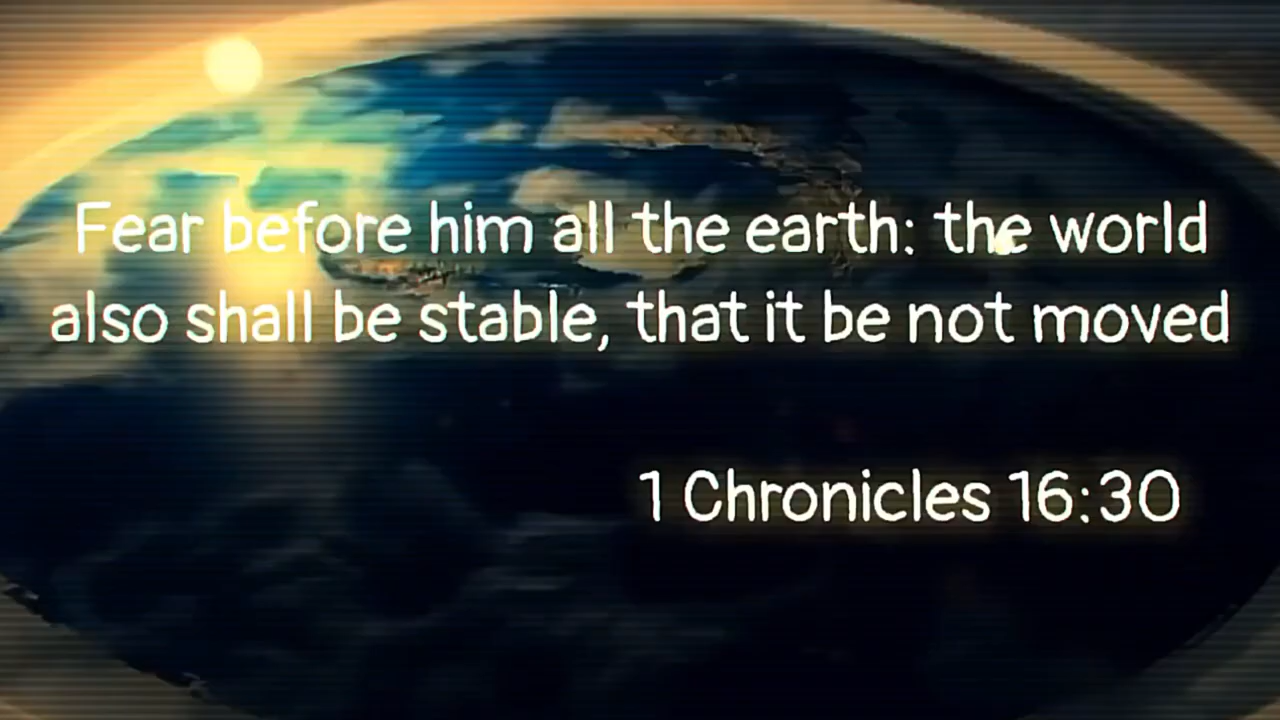 Fear before him all the earth: the world
also shall be stable, that it be not moved
1 Chronicles 16:30